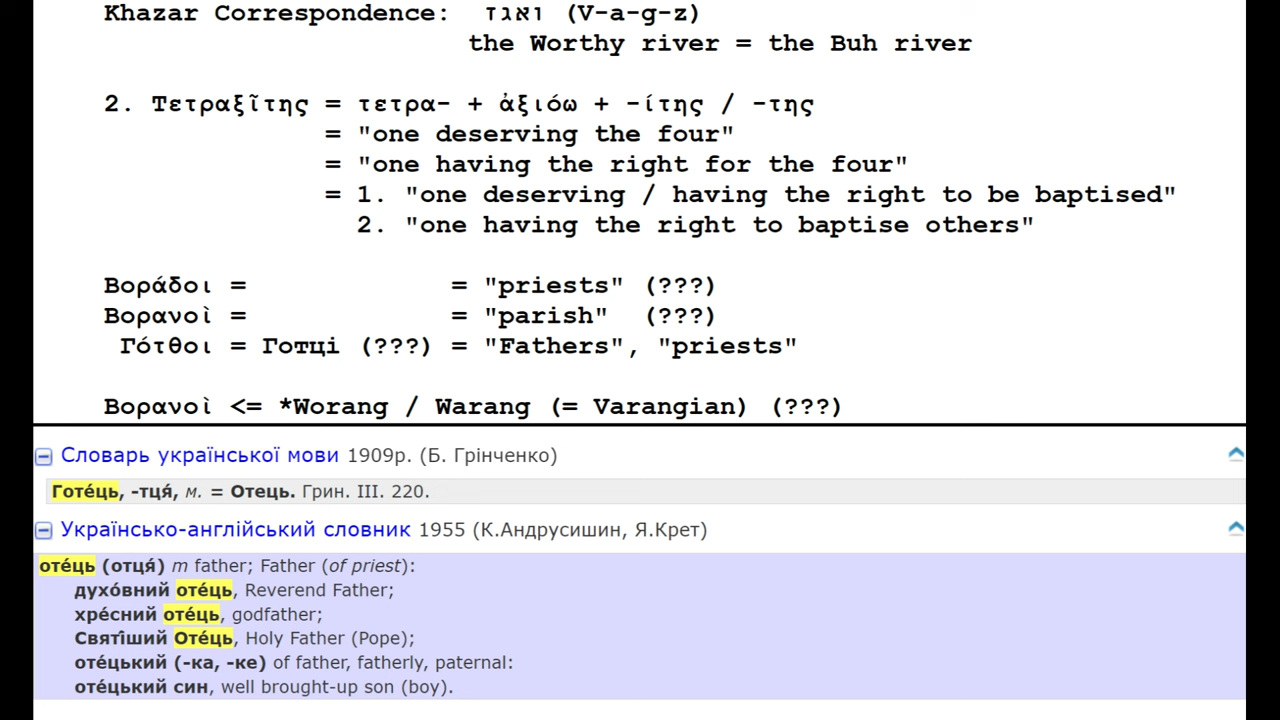 Khazar Correspondence: ואגז (V-a-g-z)
the Worthy river = the Buh river
2. Τετραξῖτης = τετρα- + ἀξιόω + -ίτης / -της
= "one deserving the four"
= "one having the right for the four"
= 1. "one deserving / having the right to be baptised"
2. "one having the right to baptise others"
Βοράδοι = = "priests" (???)
Βορανοὶ = = "parish" (???)
Γότθοι = Готці (???) = "Fathers", "priests"
Βορανοὶ <= *Worang / Warang (= Varangian) (???)
Словарь української мови 1909р. (Б. Грінченко)
Готе́ць, -тця́, м. = Отець. Грин. III. 220.
Українсько-англійський словник 1955 (К.Андрусишин, Я.Крет)
оте́ць (отця́) m father; Father (of priest):
духо́вний оте́ць, Reverend Father;
хре́сний оте́ць, godfather;
Святі́ший Оте́ць, Holy Father (Pope);
оте́цький (-ка, -ке) of father, fatherly, paternal:
оте́цький син, well brought-up son (boy).